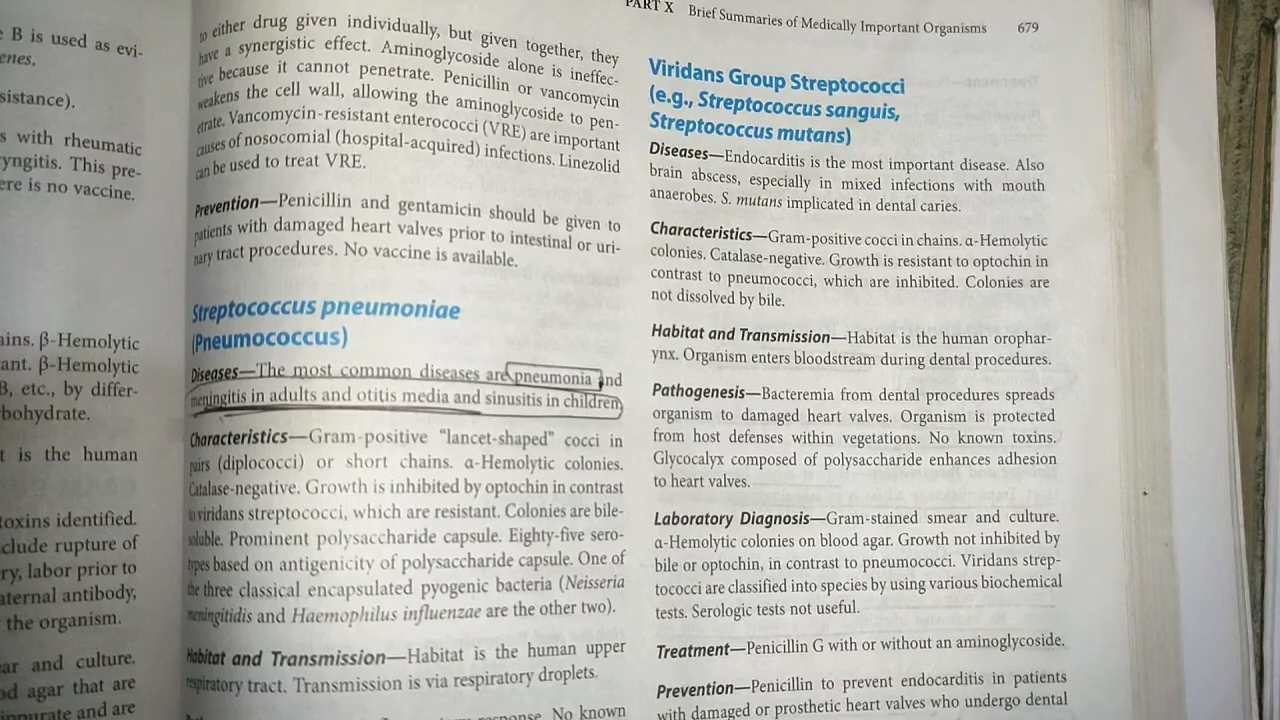 PART X Brief Summaries of Medically Important Organisms 679
B is used as evi-
enes.
sistance).
s with rheumatic
yngitis. This pre-
ere is no vaccine.
ains. β-Hemolytic
ant. β-Hemolytic
B, etc., by differ-
bohydrate.
t is the human
toxins identified.
clude rupture of
ry, labor prior to
aternal antibody,
the organism.
ar and culture.
od agar that are
and are
to either drug given individually, but given together, they
have a synergistic effect. Aminoglycoside alone is ineffec-
tive because it cannot penetrate. Penicillin or vancomycin
weakens the cell wall, allowing the aminoglycoside to pen-
etrate. Vancomycin-resistant enterococci (VRE) are important
causes of nosocomial (hospital-acquired) infections. Linezolid
can be used to treat VRE.
Prevention—Penicillin and gentamicin should be given to
patients with damaged heart valves prior to intestinal or uri-
nary tract procedures. No vaccine is available.
Streptococcus pneumoniae
(Pneumococcus)
Diseases—The most common diseases are pneumonia and
meningitis in adults and otitis media and sinusitis in children
Characteristics—Gram-positive “lancet-shaped” cocci in
pairs (diplococci) or short chains. α-Hemolytic colonies.
Catalase-negative. Growth is inhibited by optochin in contrast
to viridans streptococci, which are resistant. Colonies are bile-
soluble. Prominent polysaccharide capsule. Eighty-five sero-
types based on antigenicity of polysaccharide capsule. One of
the three classical encapsulated pyogenic bacteria (Neisseria
meningitidis and Haemophilus influenzae are the other two).
Habitat and Transmission—Habitat is the human upper
respiratory tract. Transmission is via respiratory droplets.
response. No known
Viridans Group Streptococci
(e.g., Streptococcus sanguis,
Streptococcus mutans)
Diseases—Endocarditis is the most important disease. Also
brain abscess, especially in mixed infections with mouth
anaerobes. S. mutans implicated in dental caries.
Characteristics—Gram-positive cocci in chains. α-Hemolytic
colonies. Catalase-negative. Growth is resistant to optochin in
contrast to pneumococci, which are inhibited. Colonies are
not dissolved by bile.
Habitat and Transmission—Habitat is the human orophar-
ynx. Organism enters bloodstream during dental procedures.
Pathogenesis—Bacteremia from dental procedures spreads
organism to damaged heart valves. Organism is protected
from host defenses within vegetations. No known toxins.
Glycocalyx composed of polysaccharide enhances adhesion
to heart valves.
Laboratory Diagnosis—Gram-stained smear and culture.
α-Hemolytic colonies on blood agar. Growth not inhibited by
bile or optochin, in contrast to pneumococci. Viridans strep-
tococci are classified into species by using various biochemical
tests. Serologic tests not useful.
Treatment—Penicillin G with or without an aminoglycoside.
Prevention—Penicillin to prevent endocarditis in patients
with damaged or prosthetic heart valves who undergo dental